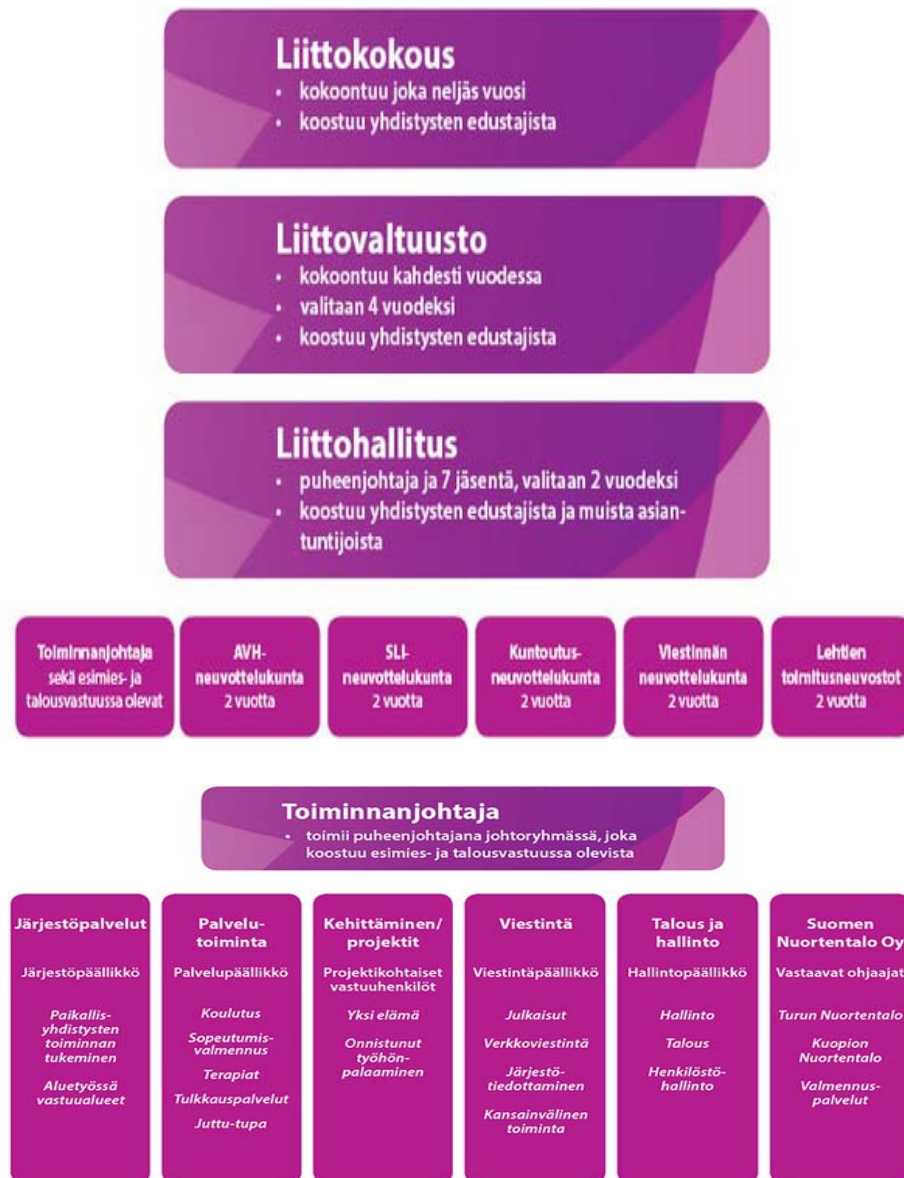 Liittokokous
• kokoontuu joka neljäs vuosi
• koostuu yhdistysten edustajista
Liittovaltuusto
• kokoontuu kahdesti vuodessa
• valitaan 4 vuodeksi
• koostuu yhdistysten edustajista
Liittohallitus
• puheenjohtaja ja 7 jäsentä, valitaan 2 vuodeksi
• koostuu yhdistysten edustajista ja muista asian-
tuntijoista
Toiminnanjohtaja
sekä esimies- ja
talousvastuussa olevat
AVH-
neuvottelukunta
2 vuotta
SLI-
neuvottelukunta
2 vuotta
Kuntoutus-
neuvottelukunta
2 vuotta
Viestinnän
neuvottelukunta
2 vuotta
Lehtien
toimitusneuvostot
2 vuotta
Toiminnanjohtaja
• toimii puheenjohtajana johtoryhmässä, joka
koostuu esimies- ja talousvastuussa olevista
Järjestöpalvelut
Järjestöpäällikkö
Paikallis-
yhdistysten
toiminnan
tukeminen
Aluetyössä
vastuualueet
Palvelu-
toiminta
Palvelupäällikkö
Koulutus
Sopeutumis-
valmennus
Terapiat
Tulkkauspalvelut
Juttu-tupa
Kehittäminen/
projektit
Projektikohtaiset
vastuuhenkilöt
Yksi elämä
Onnistunut
työhön-
palaaminen
Viestintä
Viestintäpäällikkö
Julkaisut
Verkkoviestintä
Järjestö-
tiedottaminen
Kansainvälinen
toiminta
Talous ja
hallinto
Hallintopäällikkö
Hallinto
Talous
Henkilöstö-
hallinto
Suomen
Nuortentalo Oy
Vastaavat ohjaajat
Turun Nuortentalo
Kuopion
Nuortentalo
Valmennus-
palvelut